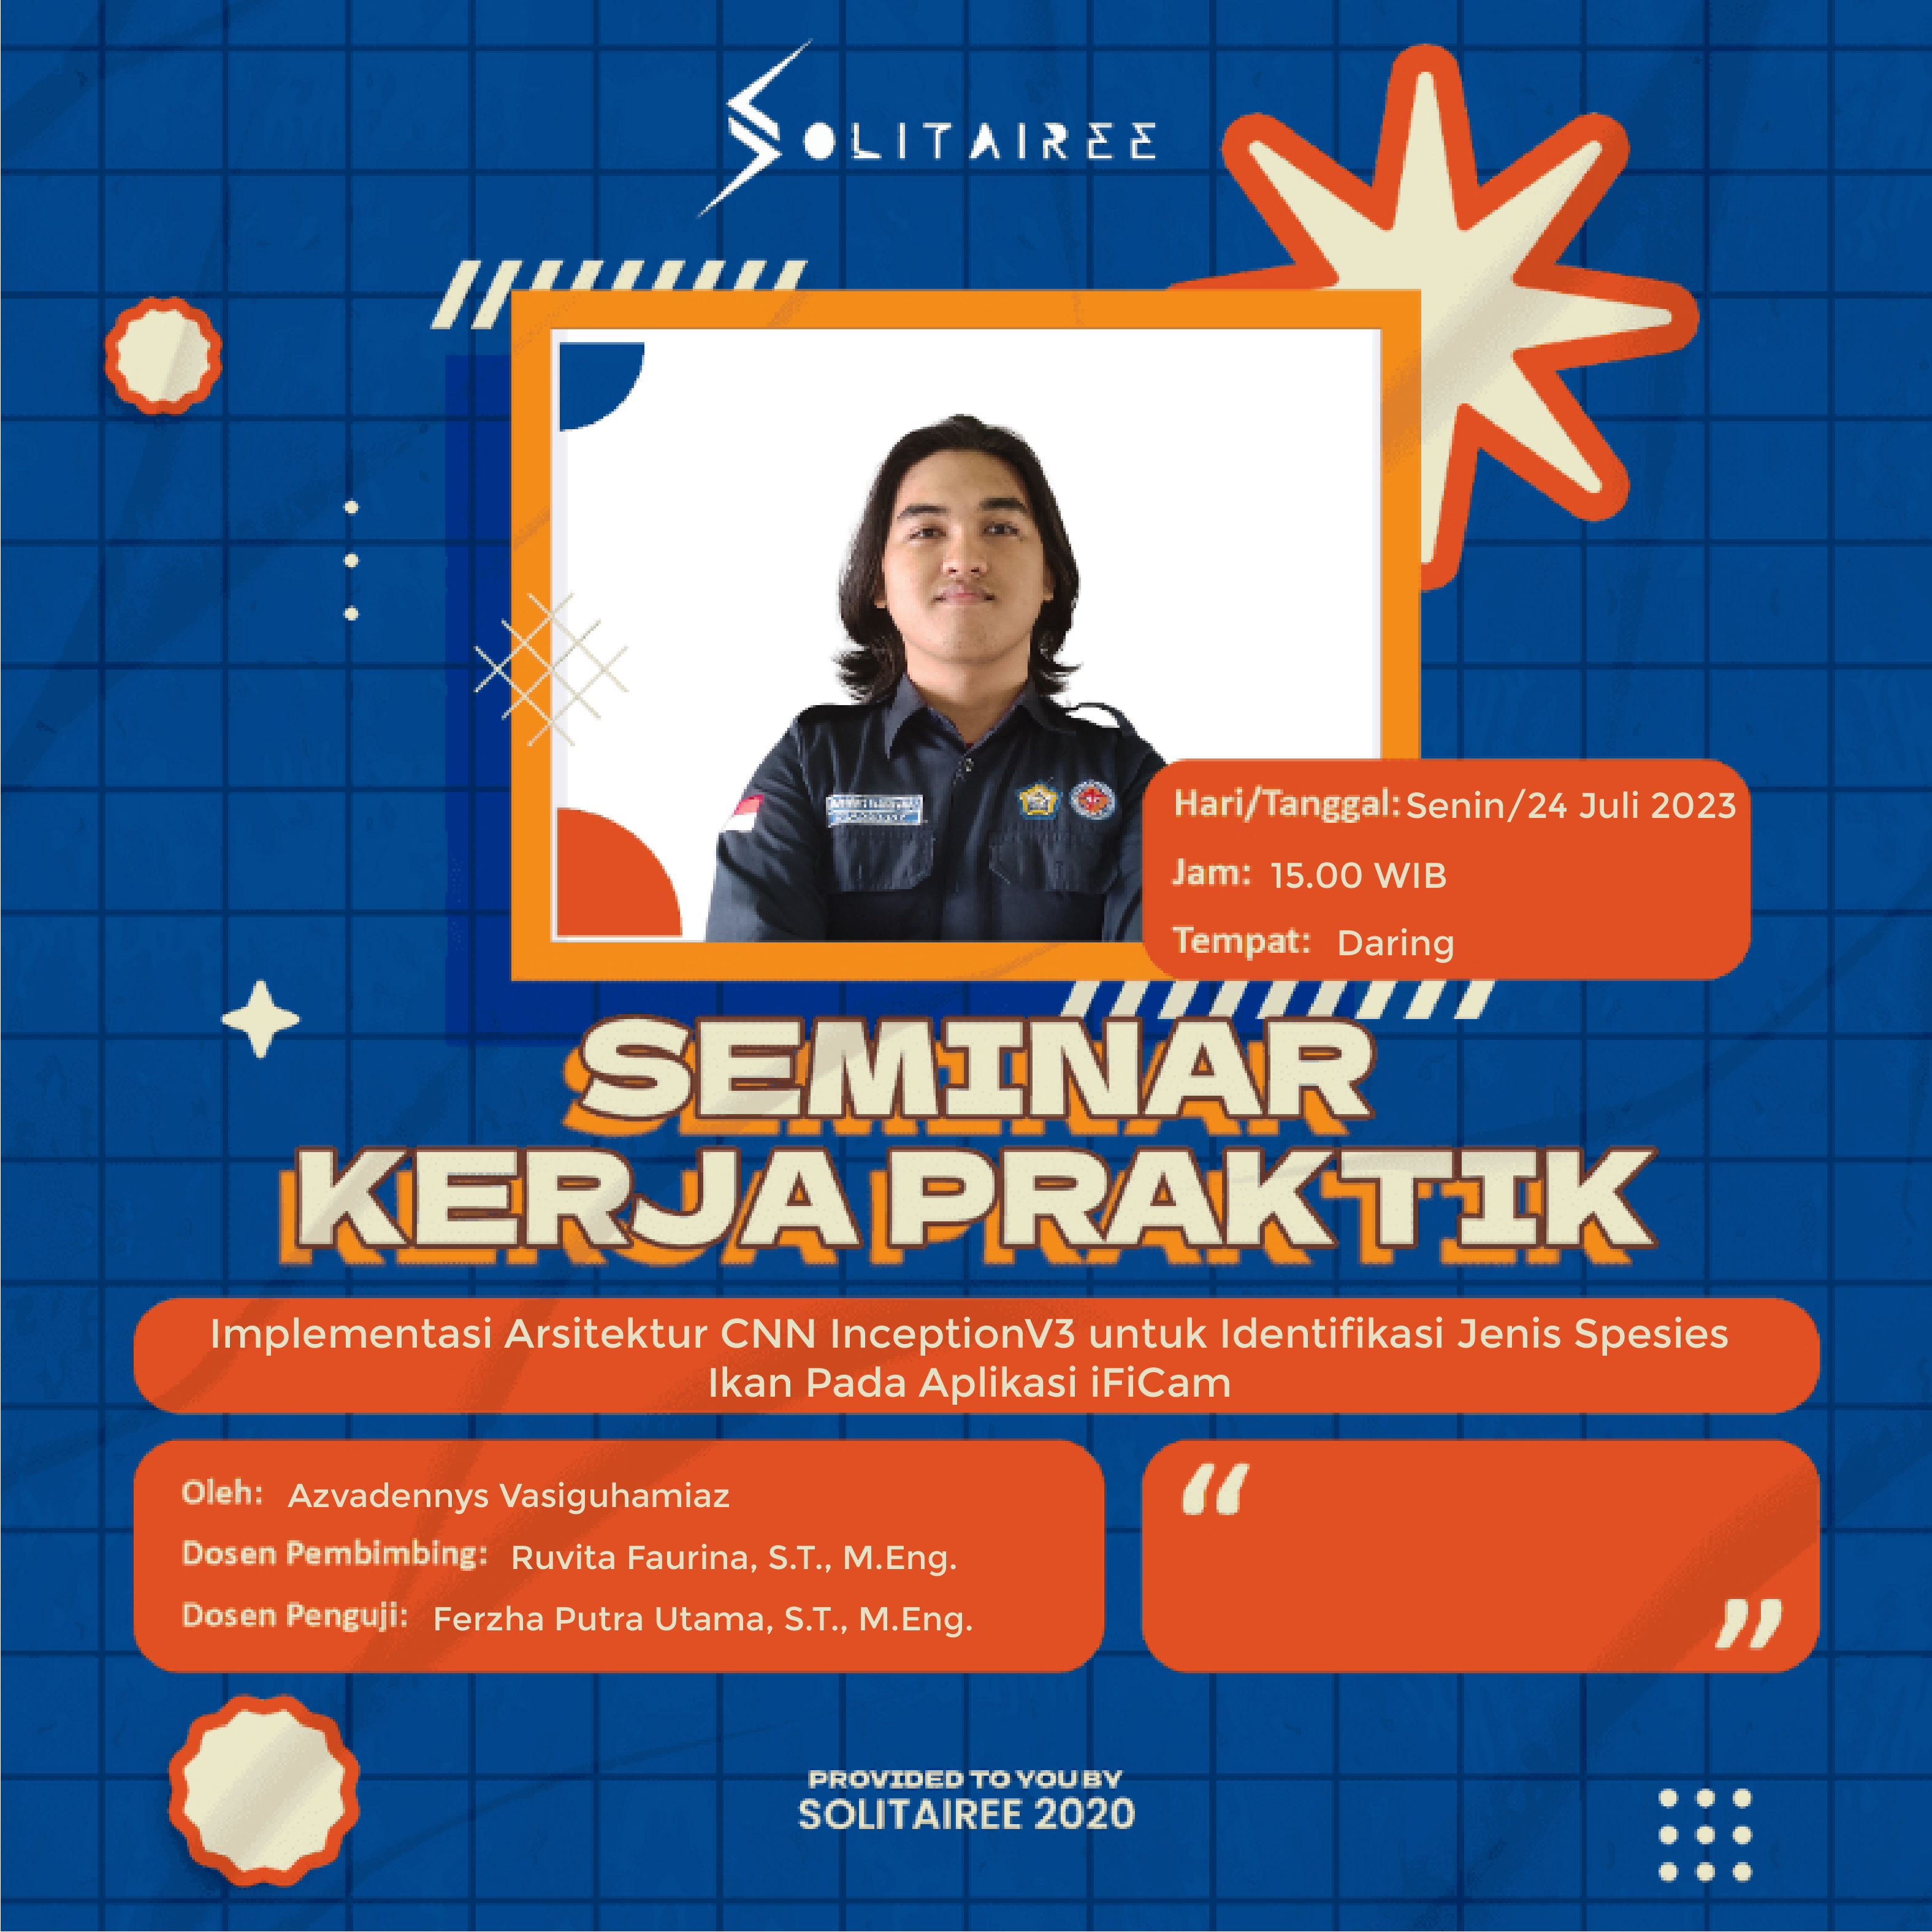 SOLITAIREE
Hari/Tanggal: Senin/24 Juli 2023
Jam: 15.00 WIB
Tempat: Daring
SEMINAR
KERJA PRAKTIK
Implementasi Arsitektur CNN InceptionV3 untuk Identifikasi Jenis Spesies
Ikan Pada Aplikasi iFiCam
Oleh: Azvadennys Vasiguhamiaz
Dosen Pembimbing: Ruvita Faurina, S.T., M.Eng.
Dosen Penguji: Ferzha Putra Utama, S.T., M.Eng.
“
”
PROVIDED TO YOU BY
SOLITAIREE 2020